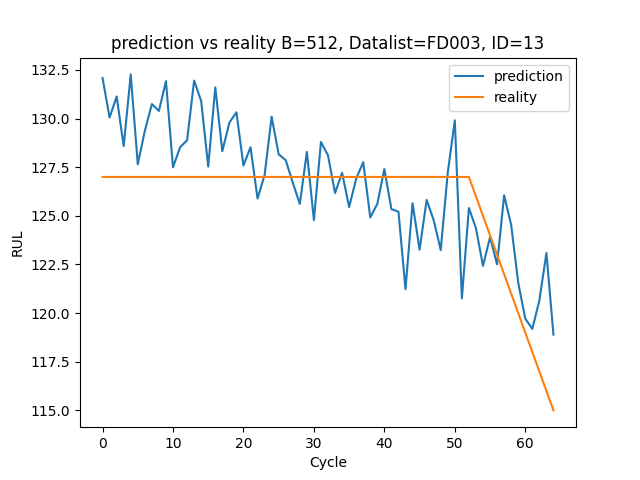 prediction vs reality B=512, Datalist=FD003, ID=13
prediction
reality
132.5
130.0
127.5
125.0
122.5
120.0
117.5
115.0
RUL
0 10 20 30 40 50 60
Cycle